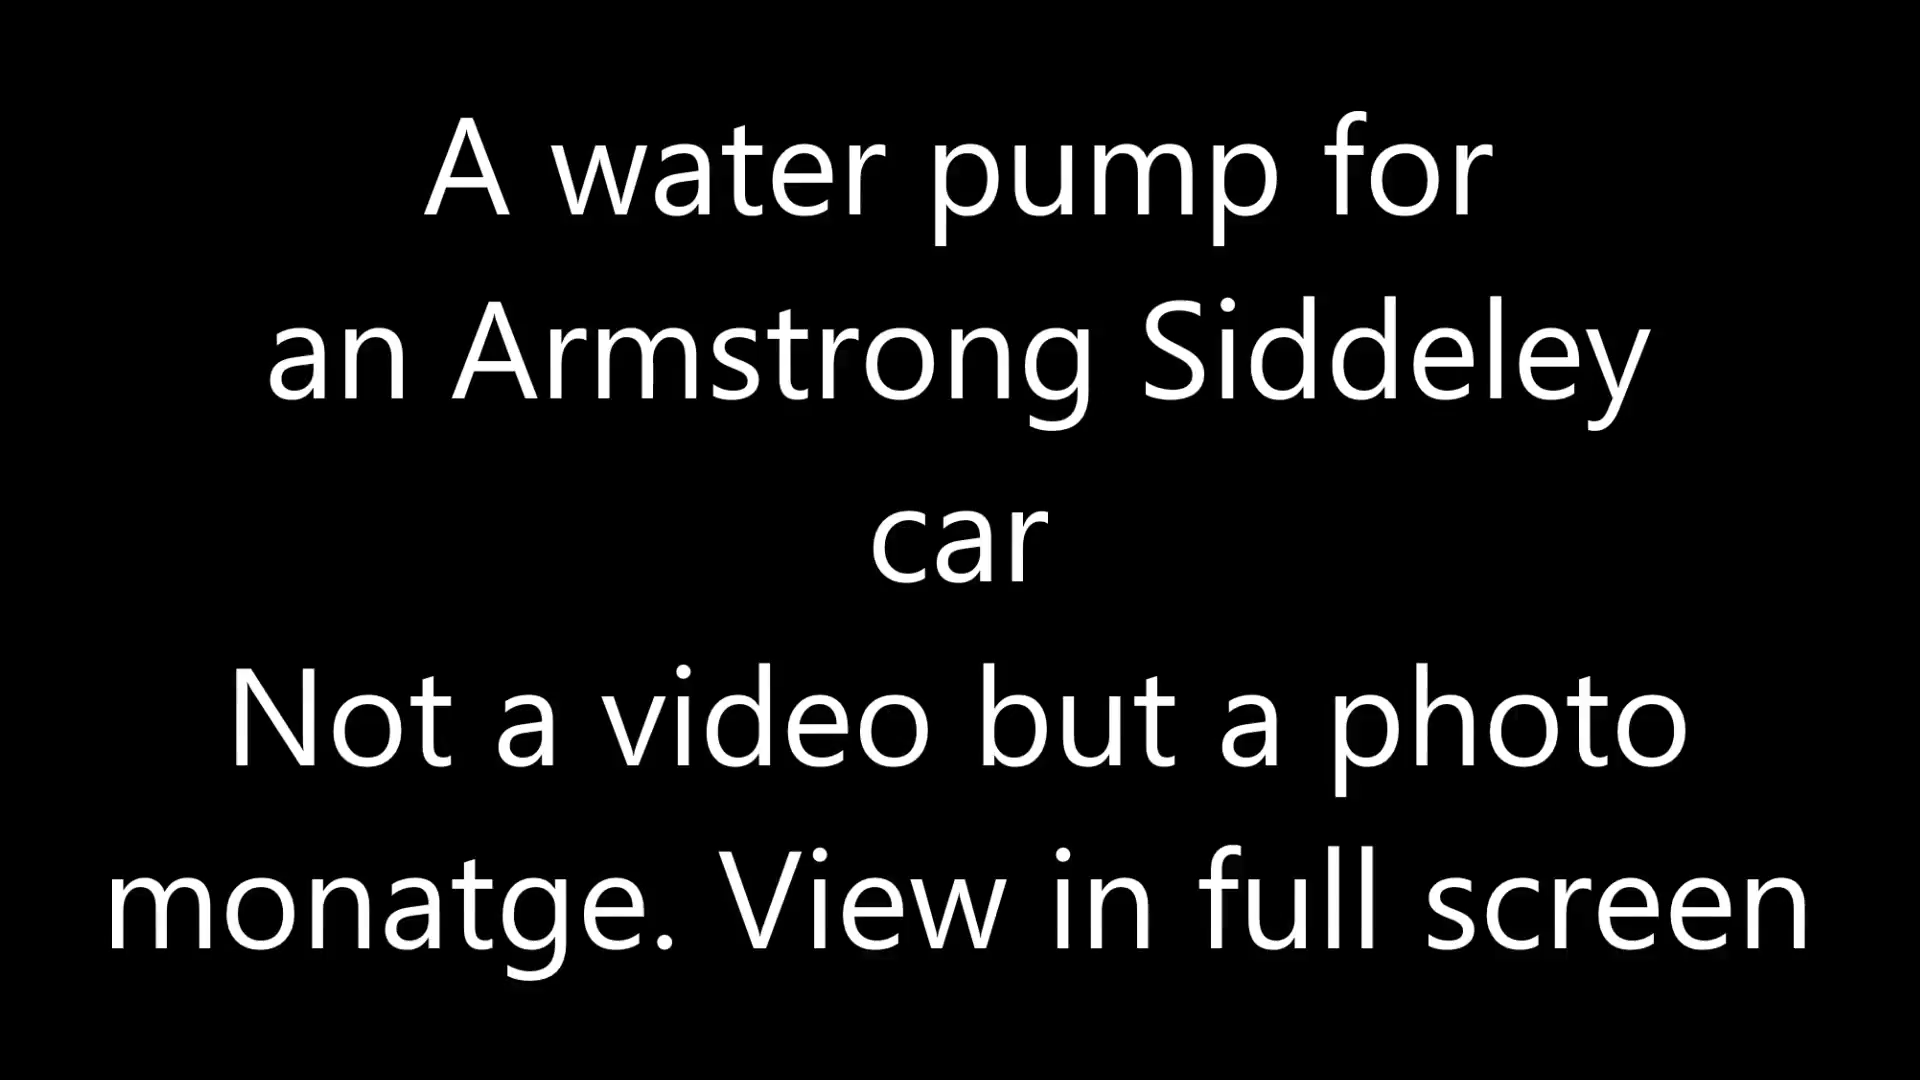 A water pump for
an Armstrong Siddeley
car
Not a video but a photo
monatge. View in full screen